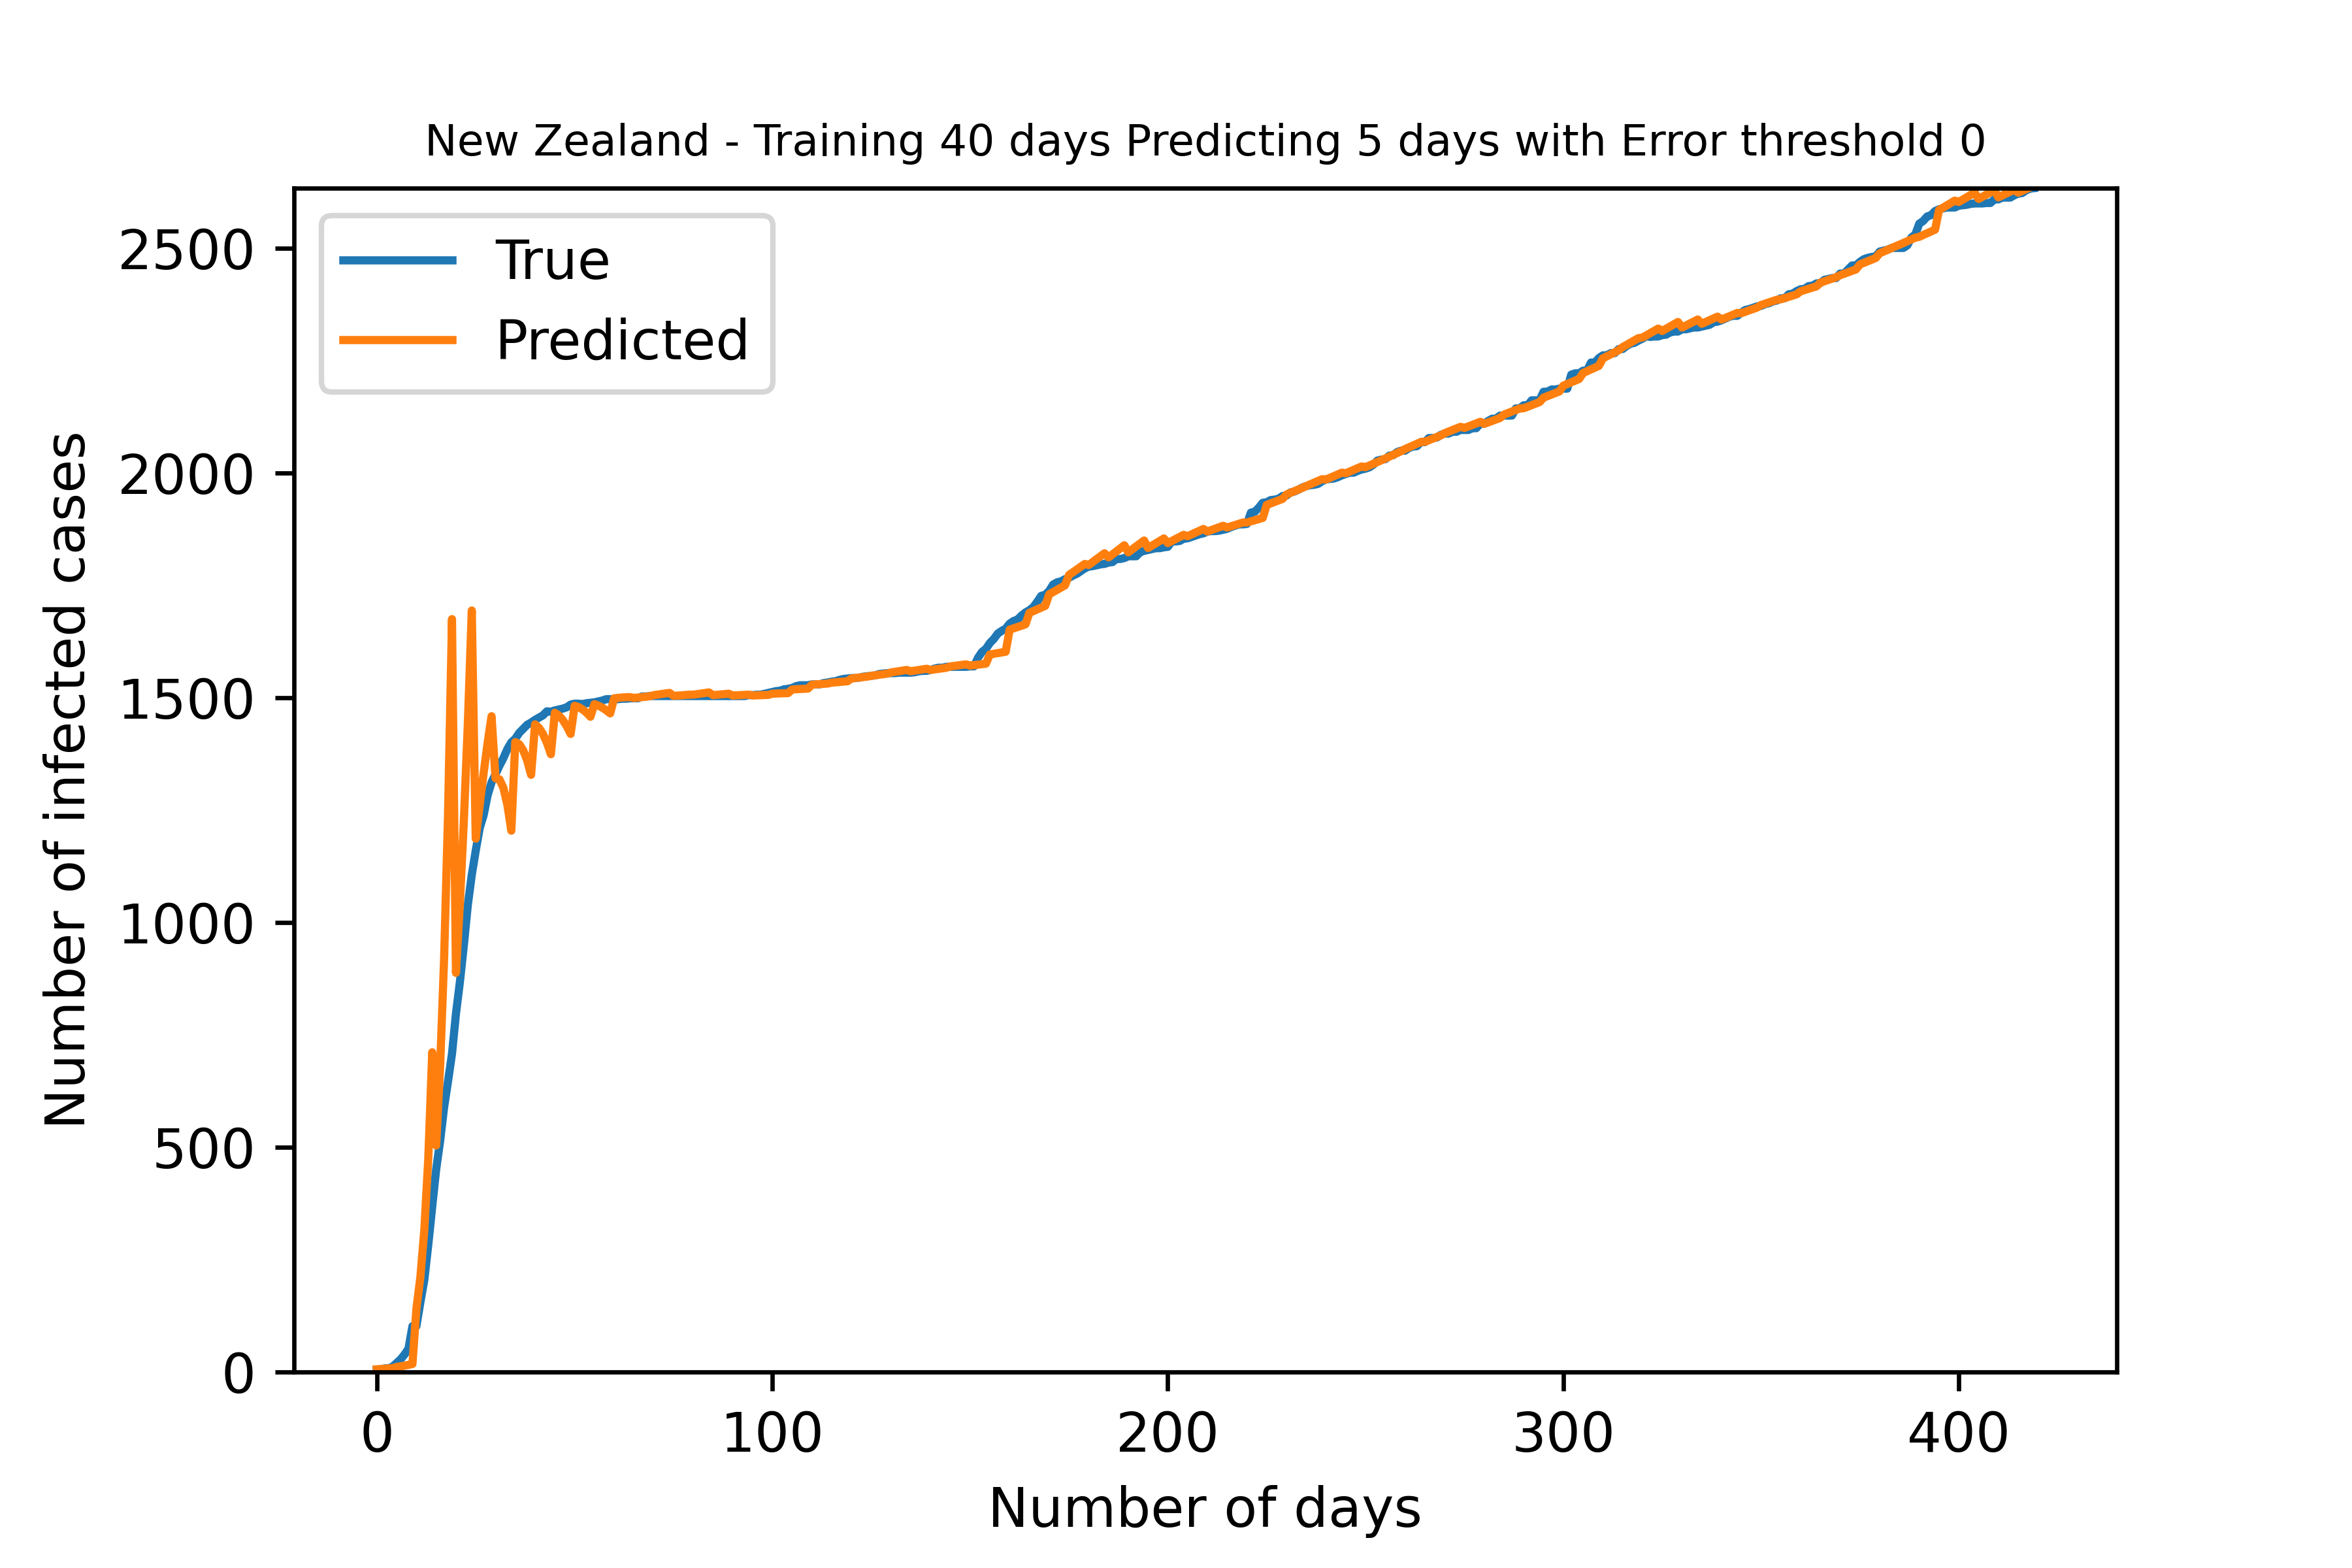 New Zealand - Training 40 days Predicting 5 days with Error threshold 0
True
Predicted
2500
2000
1500
1000
500
0
Number of infected cases
0 100 200 300 400
Number of days